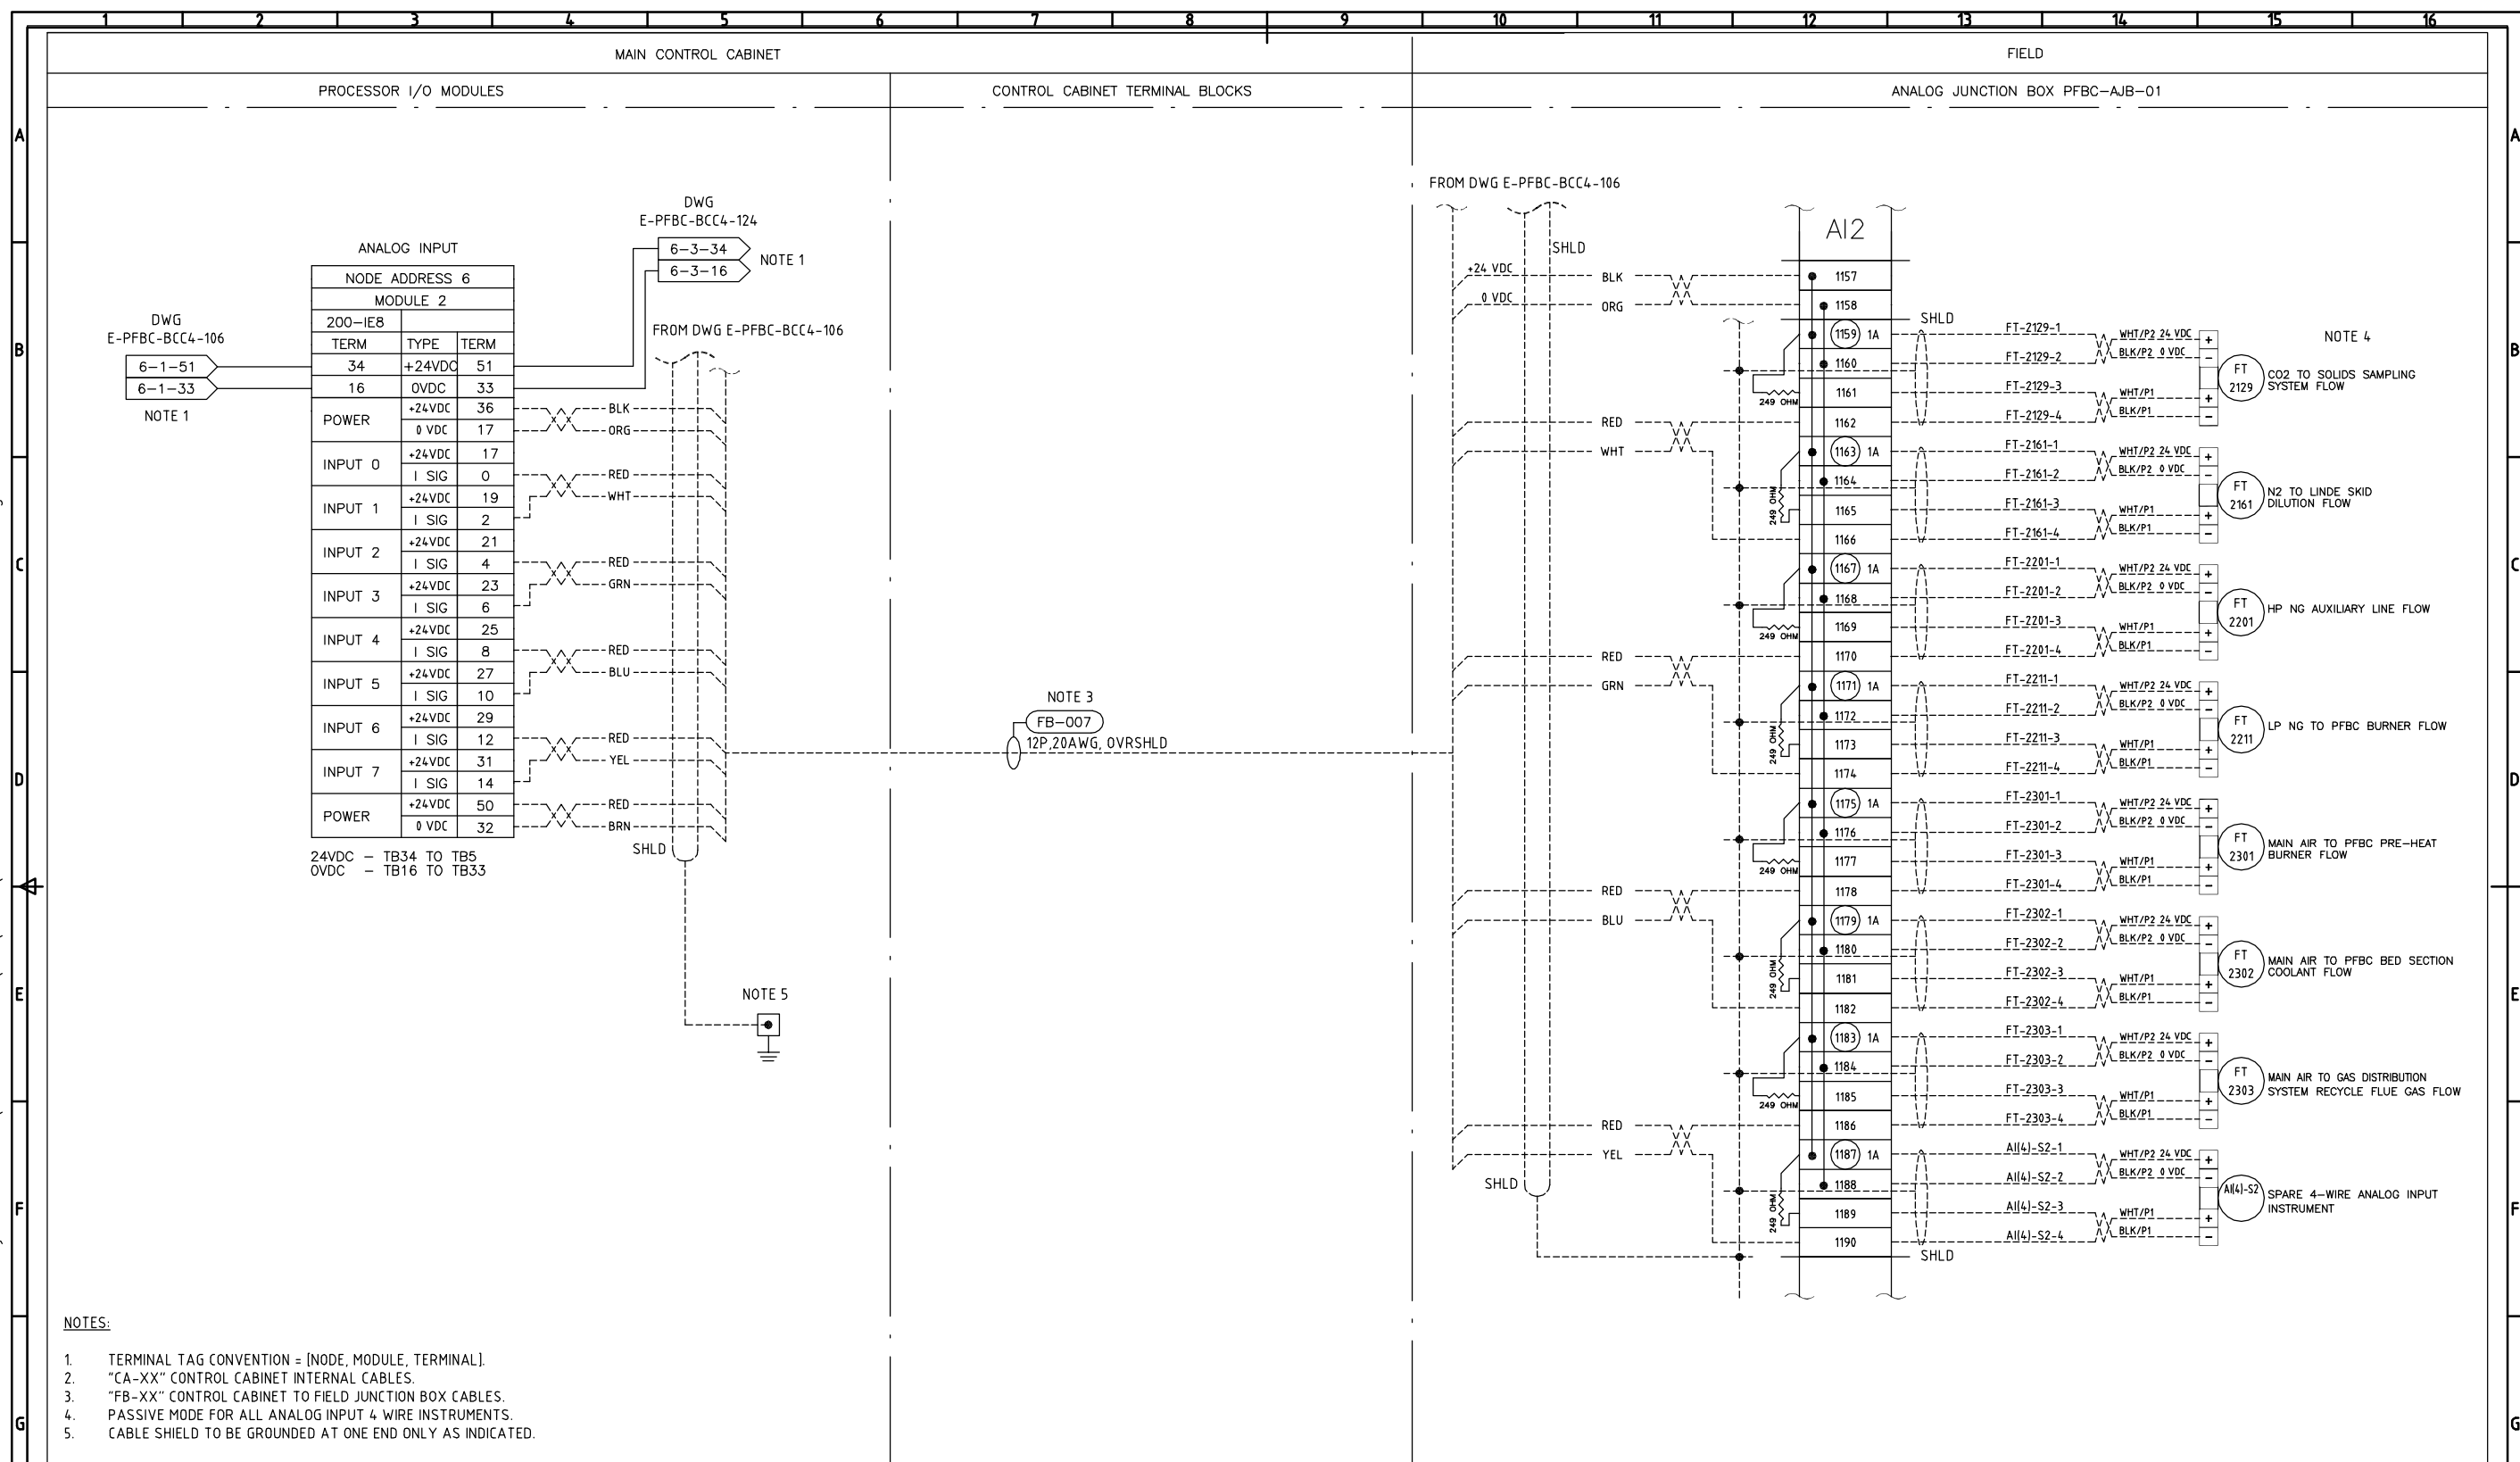 1 2 3 4 5 6 7 8 9 10 11 12 13 14 15 16
MAIN CONTROL CABINET
FIELD
PROCESSOR I/O MODULES
CONTROL CABINET TERMINAL BLOCKS
ANALOG JUNCTION BOX PFBC-AJB-01
A
B
C
D
E
F
G
A
B
C
D
E
F
G
DWG
E-PFBC-BCC4-106
6-1-51
6-1-33
NOTE 1
ANALOG INPUT
NODE ADDRESS 6
MODULE 2
200-IE8
TERM TYPE TERM
34 +24VDC 51
16 0VDC 33
POWER +24VDC 36
0 VDC 17
INPUT 0 +24VDC 17
I SIG 0
INPUT 1 +24VDC 19
I SIG 2
INPUT 2 +24VDC 21
I SIG 4
INPUT 3 +24VDC 23
I SIG 6
INPUT 4 +24VDC 25
I SIG 8
INPUT 5 +24VDC 27
I SIG 10
INPUT 6 +24VDC 29
I SIG 12
INPUT 7 +24VDC 31
I SIG 14
POWER +24VDC 50
0 VDC 32
24VDC - TB34 TO TB5
0VDC - TB16 TO TB33
DWG
E-PFBC-BCC4-124
6-3-34
6-3-16
NOTE 1
FROM DWG E-PFBC-BCC4-106
BLK
ORG
RED
WHT
RED
GRN
RED
BLU
RED
YEL
RED
BRN
SHLD
NOTE 5
NOTE 3
FB-007
12P,20AWG, OVRSHLD
FROM DWG E-PFBC-BCC4-106
SHLD
+24 VDC BLK
0 VDC ORG
RED
WHT
RED
GRN
RED
BLU
RED
YEL
SHLD
AI2
1157
1158
SHLD
NOTE 4
1159 1A FT-2129-1 WHT/P2 24 VDC +
1160 FT-2129-2 BLK/P2 0 VDC -
1161 FT-2129-3 WHT/P1 +
249 OHM
1162 FT-2129-4 BLK/P1 -
FT
2129
CO2 TO SOLIDS SAMPLING
SYSTEM FLOW
1163 1A FT-2161-1 WHT/P2 24 VDC +
1164 FT-2161-2 BLK/P2 0 VDC -
249 OHM
1165 FT-2161-3 WHT/P1 +
1166 FT-2161-4 BLK/P1 -
FT
2161
N2 TO LINDE SKID
DILUTION FLOW
1167 1A FT-2201-1 WHT/P2 24 VDC +
1168 FT-2201-2 BLK/P2 0 VDC -
1169 FT-2201-3 WHT/P1 +
249 OHM
1170 FT-2201-4 BLK/P1 -
FT
2201
HP NG AUXILIARY LINE FLOW
1171 1A FT-2211-1 WHT/P2 24 VDC +
1172 FT-2211-2 BLK/P2 0 VDC -
249 OHM
1173 FT-2211-3 WHT/P1 +
1174 FT-2211-4 BLK/P1 -
FT
2211
LP NG TO PFBC BURNER FLOW
1175 1A FT-2301-1 WHT/P2 24 VDC +
1176 FT-2301-2 BLK/P2 0 VDC -
1177 FT-2301-3 WHT/P1 +
249 OHM
1178 FT-2301-4 BLK/P1 -
FT
2301
MAIN AIR TO PFBC PRE-HEAT
BURNER FLOW
1179 1A FT-2302-1 WHT/P2 24 VDC +
1180 FT-2302-2 BLK/P2 0 VDC -
249 OHM
1181 FT-2302-3 WHT/P1 +
1182 FT-2302-4 BLK/P1 -
FT
2302
MAIN AIR TO PFBC BED SECTION
COOLANT FLOW
1183 1A FT-2303-1 WHT/P2 24 VDC +
1184 FT-2303-2 BLK/P2 0 VDC -
1185 FT-2303-3 WHT/P1 +
249 OHM
1186 FT-2303-4 BLK/P1 -
FT
2303
MAIN AIR TO GAS DISTRIBUTION
SYSTEM RECYCLE FLUE GAS FLOW
1187 1A AI(4)-S2-1 WHT/P2 24 VDC +
1188 AI(4)-S2-2 BLK/P2 0 VDC -
249 OHM
1189 AI(4)-S2-3 WHT/P1 +
1190 AI(4)-S2-4 BLK/P1 -
AI(4)-S2
SPARE 4-WIRE ANALOG INPUT
INSTRUMENT
SHLD
NOTES:
1. TERMINAL TAG CONVENTION = [NODE, MODULE, TERMINAL].
2. "CA-XX" CONTROL CABINET INTERNAL CABLES.
3. "FB-XX" CONTROL CABINET TO FIELD JUNCTION BOX CABLES.
4. PASSIVE MODE FOR ALL ANALOG INPUT 4 WIRE INSTRUMENTS.
5. CABLE SHIELD TO BE GROUNDED AT ONE END ONLY AS INDICATED.